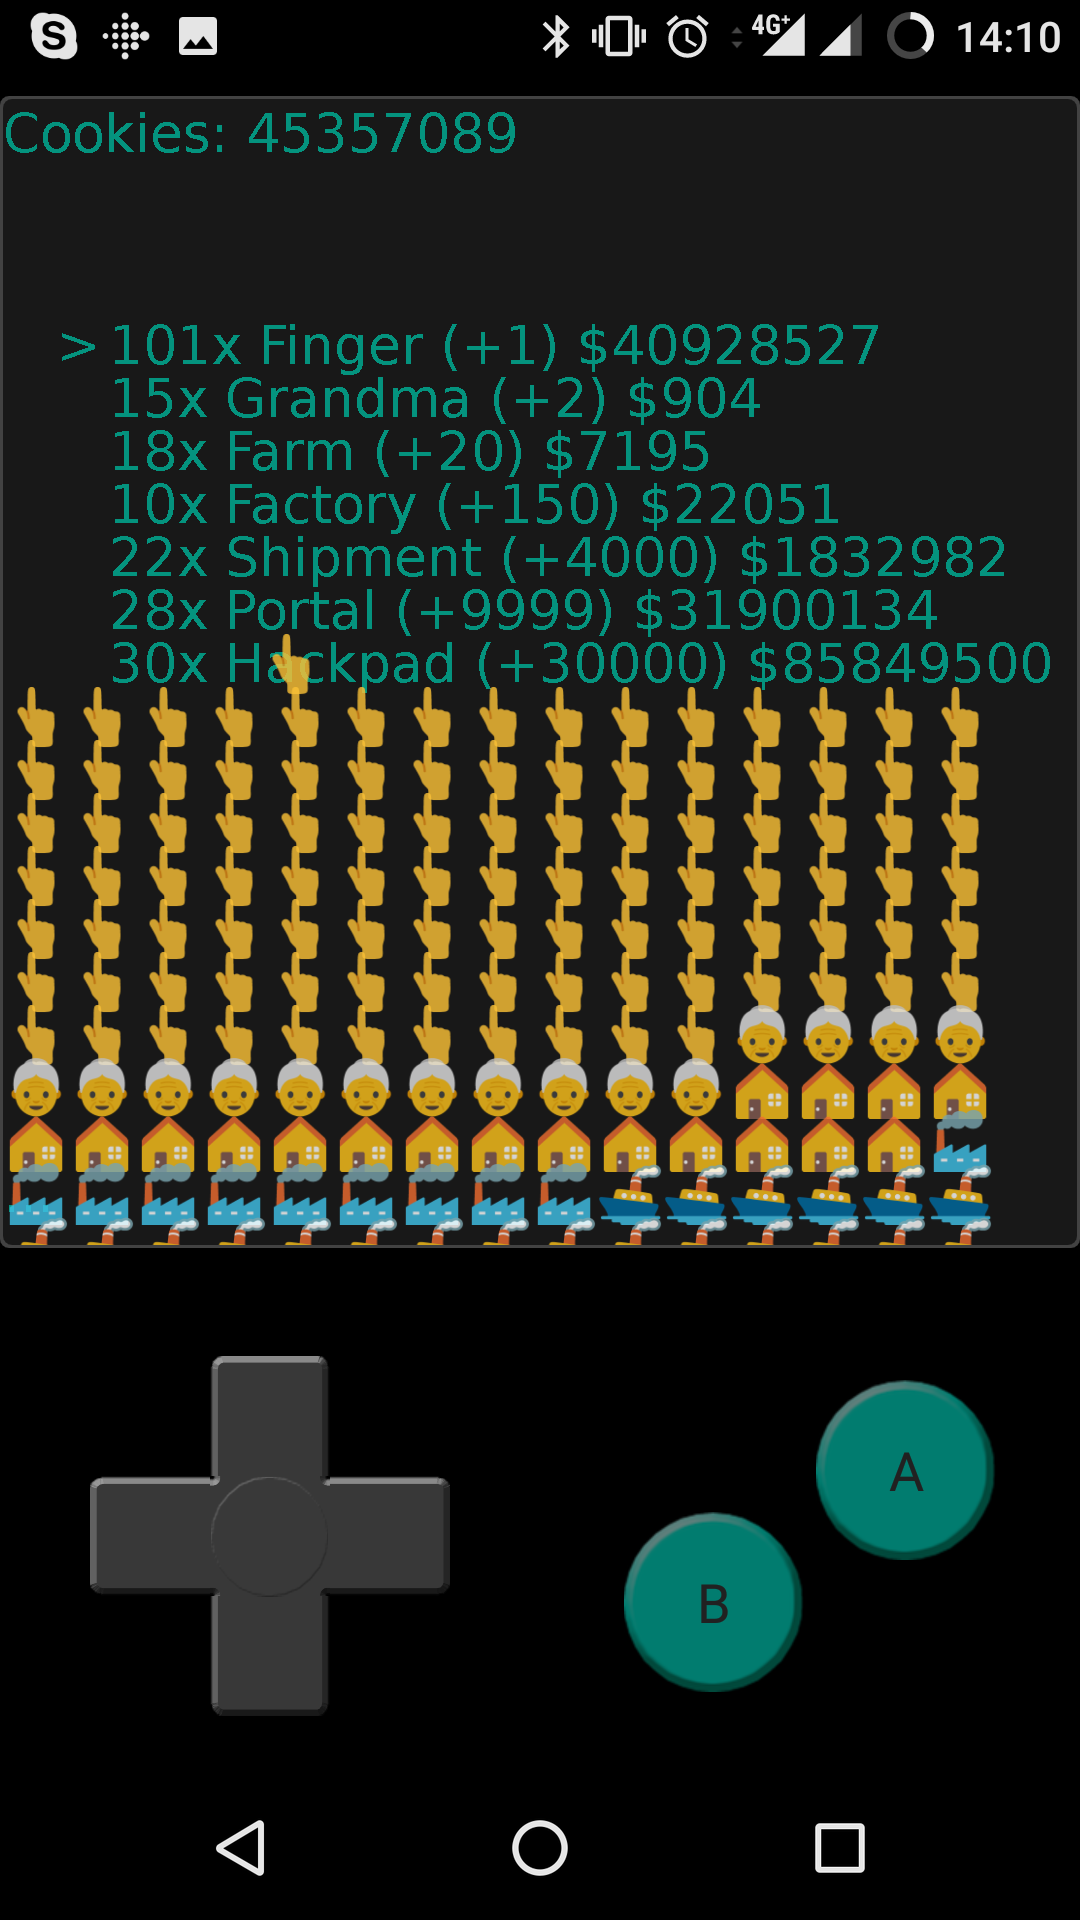 S 4G+ 14:10
Cookies: 45357089
> 101x Finger (+1) $40928527
15x Grandma (+2) $904
18x Farm (+20) $7195
10x Factory (+150) $22051
22x Shipment (+4000) $1832982
28x Portal (+9999) $31900134
30x Hackpad (+30000) $85849500
A
B